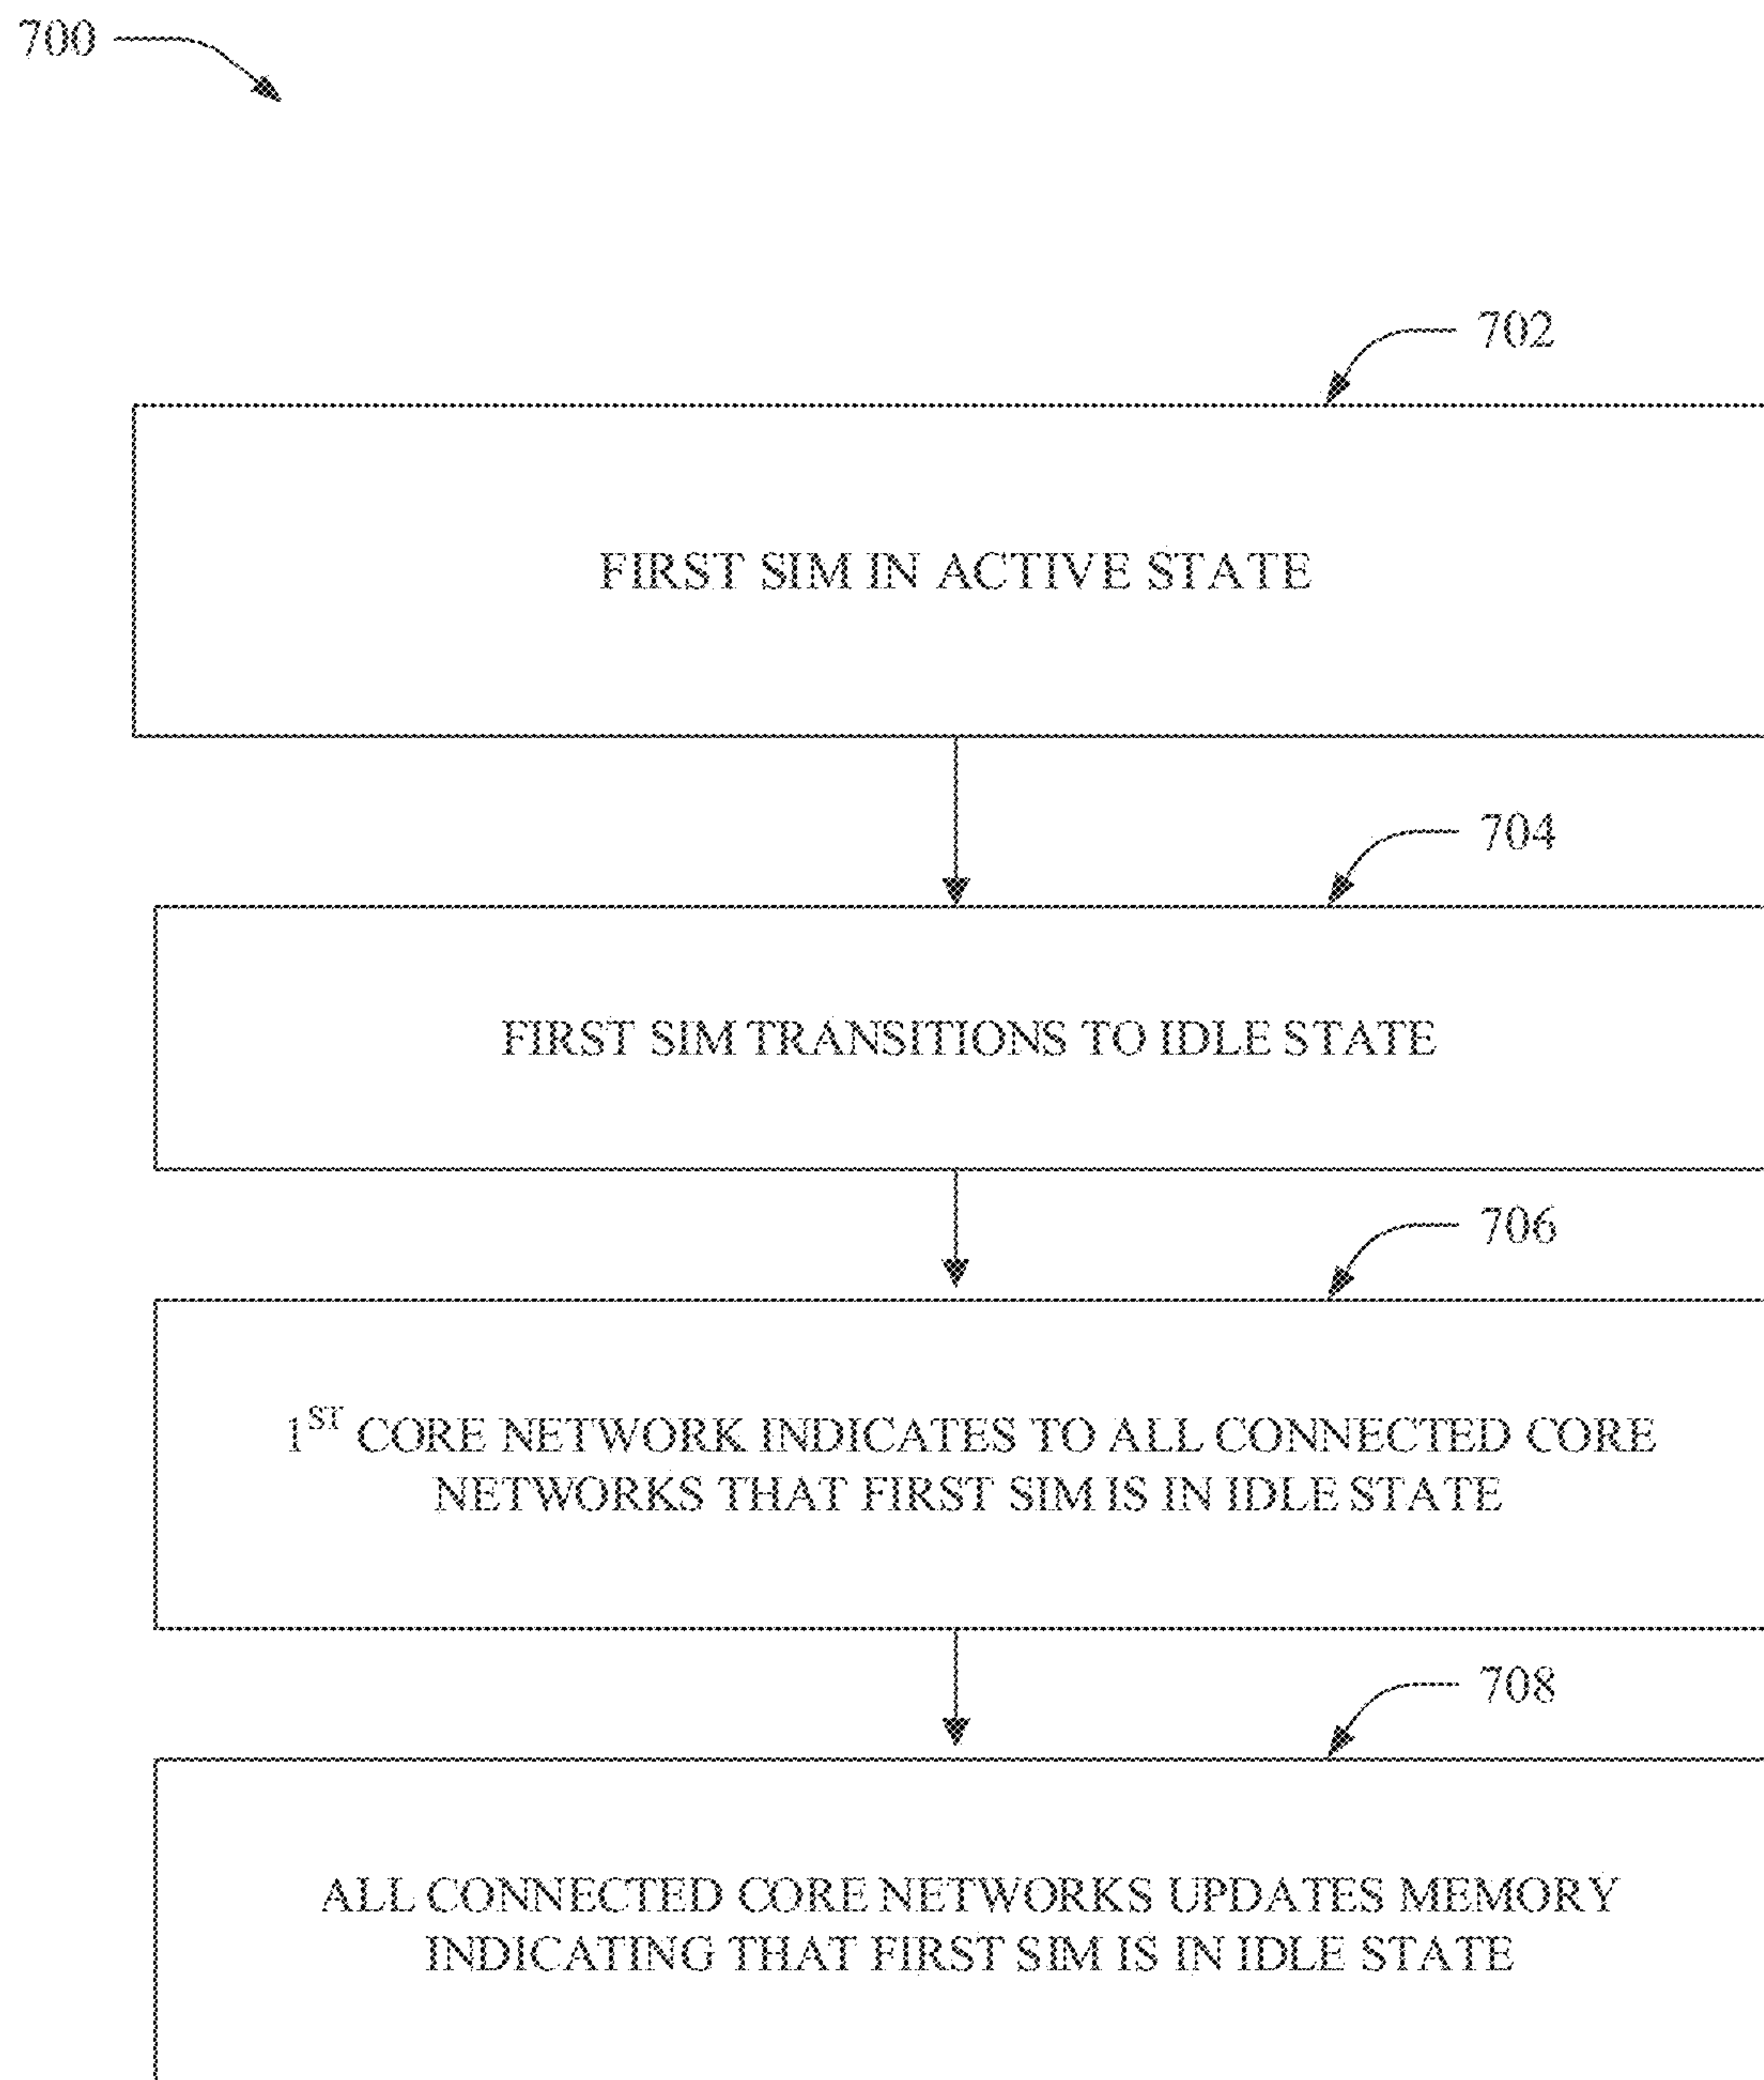 700
702
FIRST SIM IN ACTIVE STATE
704
FIRST SIM TRANSITIONS TO IDLE STATE
706
1ST CORE NETWORK INDICATES TO ALL CONNECTED CORE
NETWORKS THAT FIRST SIM IS IN IDLE STATE
708
ALL CONNECTED CORE NETWORKS UPDATES MEMORY
INDICATING THAT FIRST SIM IS IN IDLE STATE